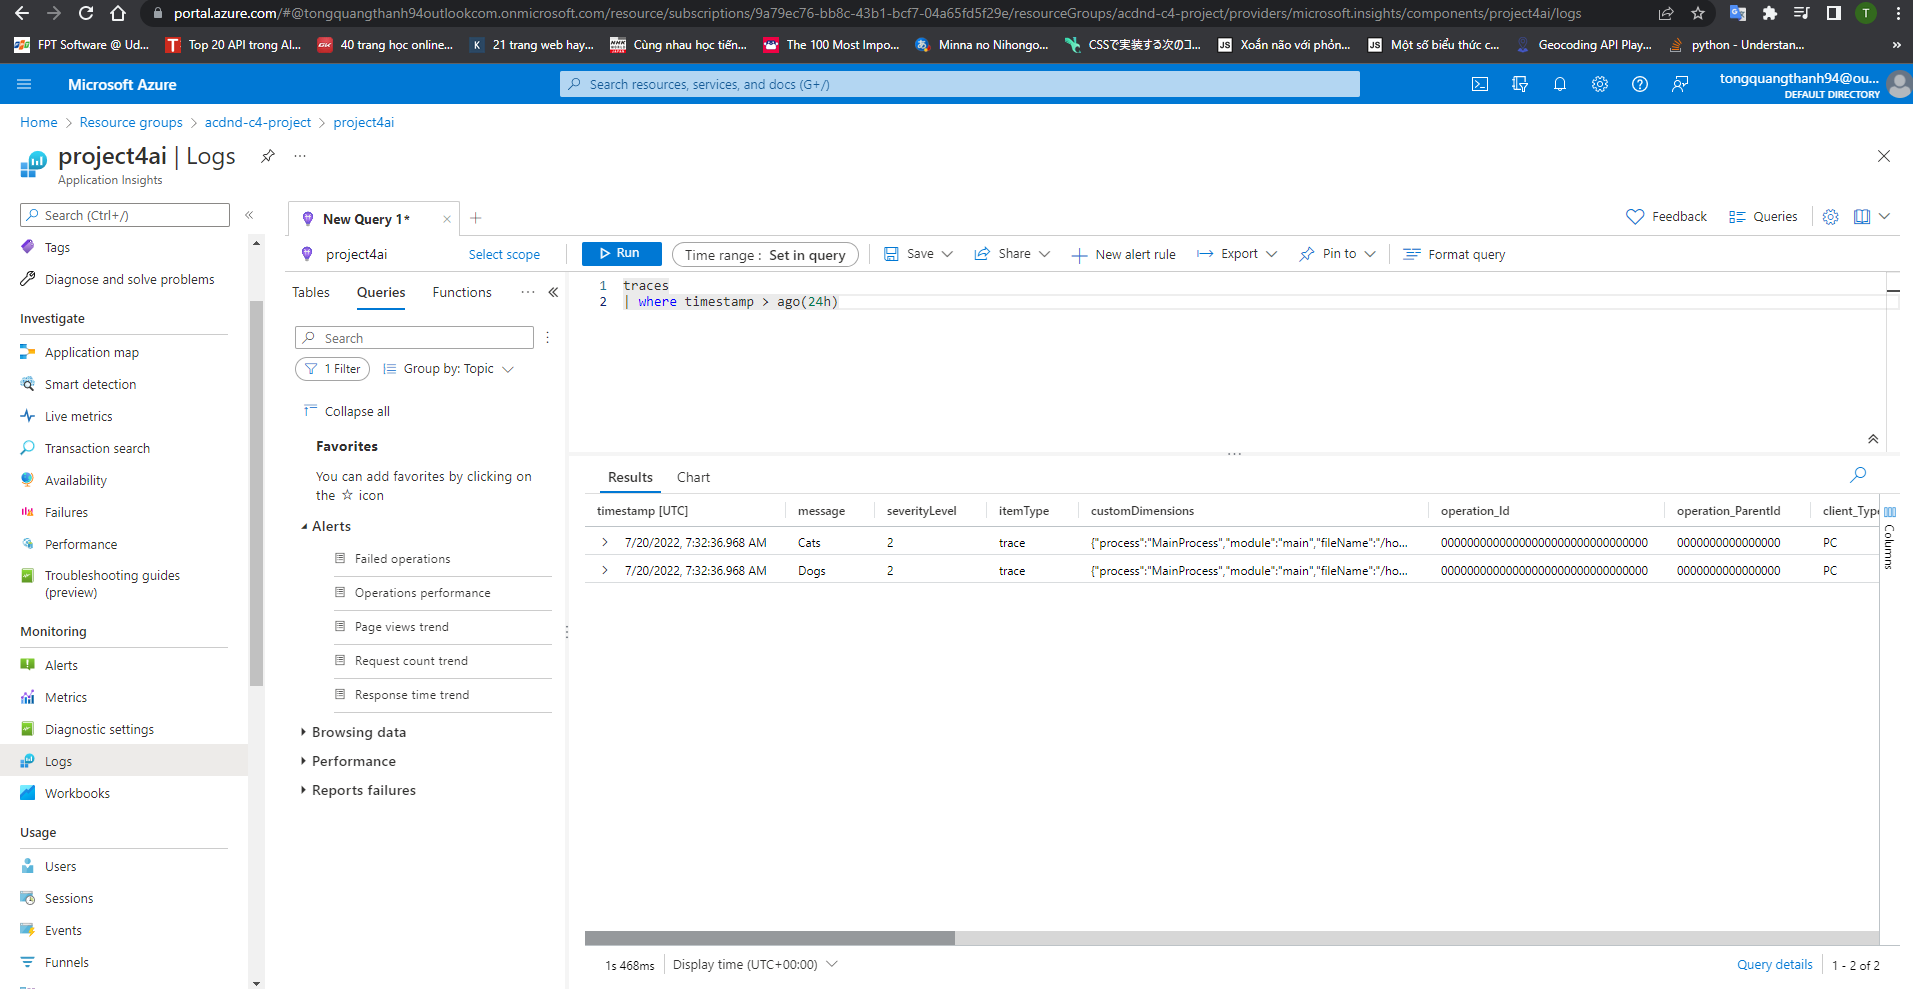 portal.azure.com/#@tongquangthanh94outlookcom.onmicrosoft.com/resource/subscriptions/9a79ec76-bb8c-43b1-bcf7-04a65fd5f29e/resourceGroups/acdnd-c4-project/providers/microsoft.insights/components/project4ai/logs
T
FPT Software @ Ud...
Top 20 API trong AI...
40 trang học online...
21 trang web hay...
Cùng nhau học tiến...
The 100 Most Impo...
Minna no Nihongo...
CSSで実装する次のコ...
Xoắn não với phỏn...
Một số biểu thức c...
Geocoding API Play...
python - Understan...
»
Microsoft Azure
Search resources, services, and docs (G+/)
tongquangthanh94@ou...
DEFAULT DIRECTORY
Home > Resource groups > acdnd-c4-project > project4ai
project4ai | Logs
...
Application Insights
Search (Ctrl+/)
«
Tags
Diagnose and solve problems
Investigate
Application map
Smart detection
Live metrics
Transaction search
Availability
Failures
Performance
Troubleshooting guides
(preview)
Monitoring
Alerts
Metrics
Diagnostic settings
Logs
Workbooks
Usage
Users
Sessions
Events
Funnels
New Query 1*
Feedback
Queries
project4ai
Select scope
Run
Time range : Set in query
Save
Share
New alert rule
Export
Pin to
Format query
Tables
Queries
Functions
...
«
Search
1 Filter
Group by: Topic
Collapse all
Favorites
You can add favorites by clicking on
the ☆ icon
Alerts
Failed operations
Operations performance
Page views trend
Request count trend
Response time trend
Browsing data
Performance
Reports failures
1 traces
2 | where timestamp > ago(24h)
Results
Chart
timestamp [UTC] message severityLevel itemType customDimensions operation_Id operation_ParentId client_Typ
7/20/2022, 7:32:36.968 AM Cats 2 trace {"process":"MainProcess","module":"main","fileName":"/ho... 00000000000000000000000000000000 0000000000000000 PC
7/20/2022, 7:32:36.968 AM Dogs 2 trace {"process":"MainProcess","module":"main","fileName":"/ho... 00000000000000000000000000000000 0000000000000000 PC
Columns
1s 468ms
Display time (UTC+00:00)
Query details
1 - 2 of 2